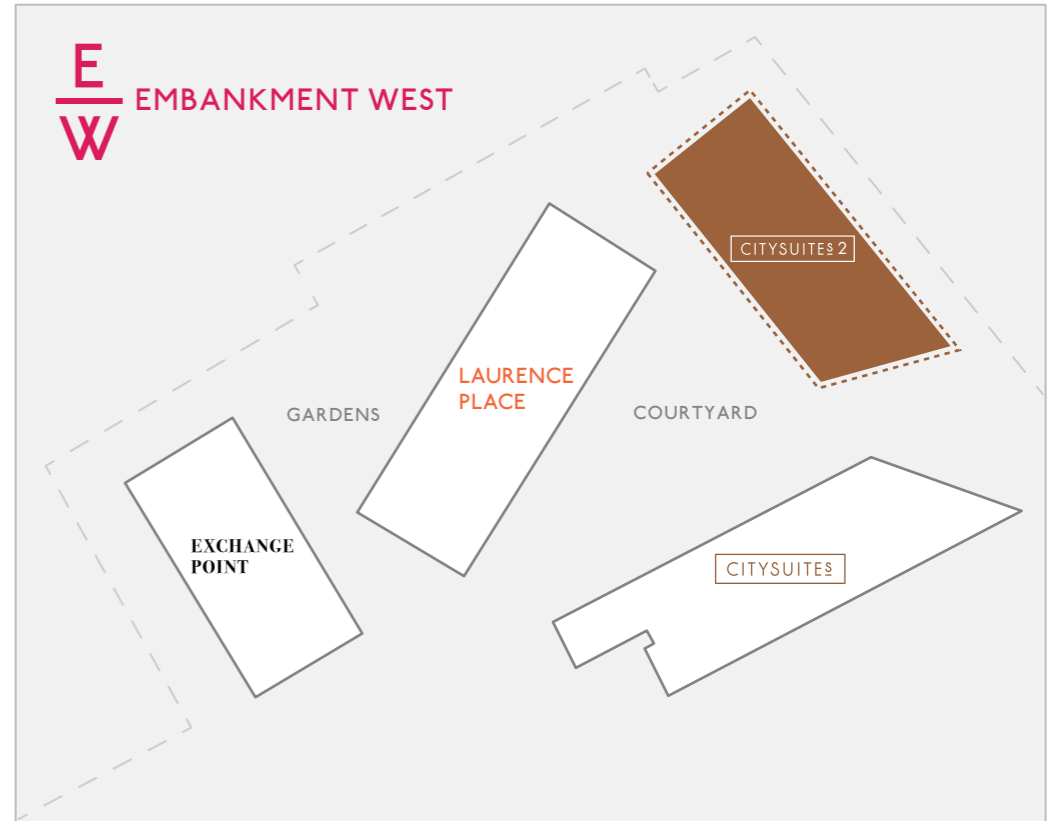 E
W
EMBANKMENT WEST
CITYSUITES 2
LAURENCE
PLACE
GARDENS
COURTYARD
EXCHANGE
POINT
CITYSUITES